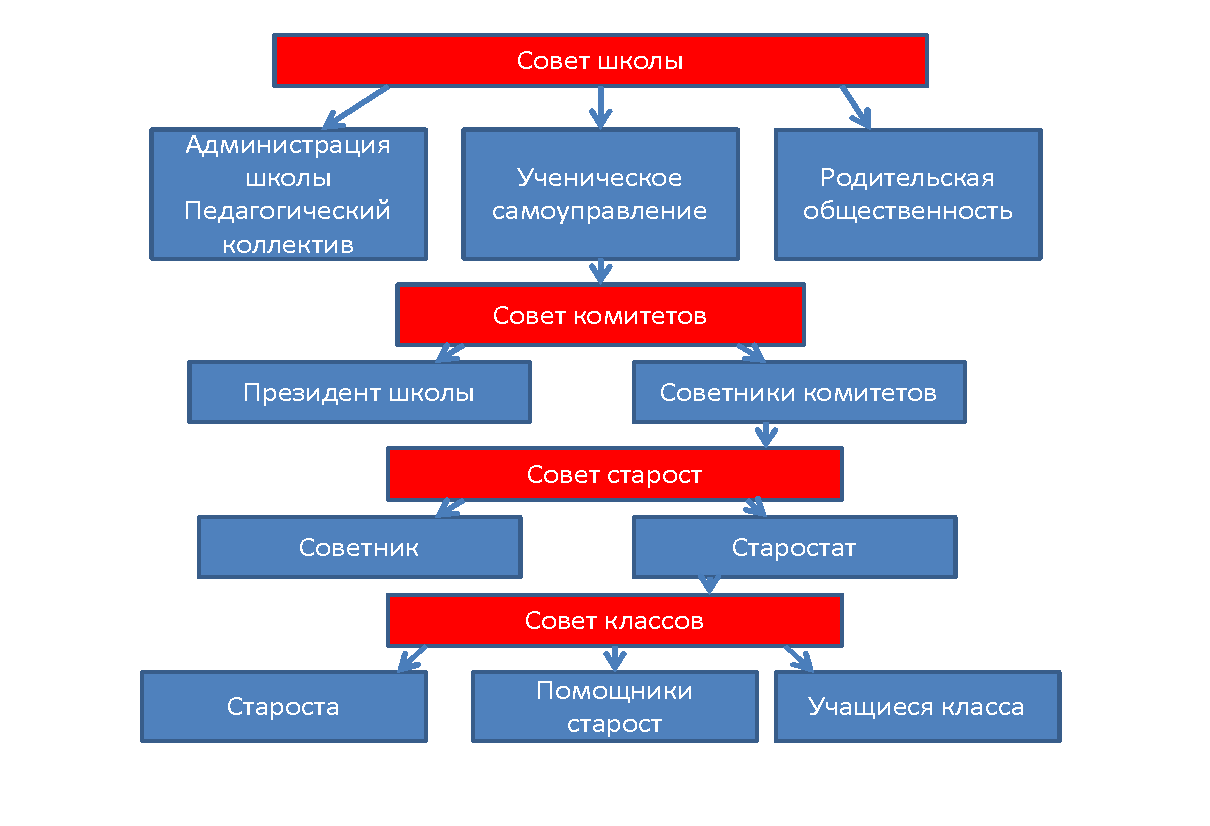 Совет школы
Администрация
школы
Педагогический
коллектив
Ученическое
самоуправление
Родительская
общественность
Совет комитетов
Президент школы
Советники комитетов
Совет старост
Советник
Старостат
Совет классов
Староста
Помощники
старост
Учащиеся класса